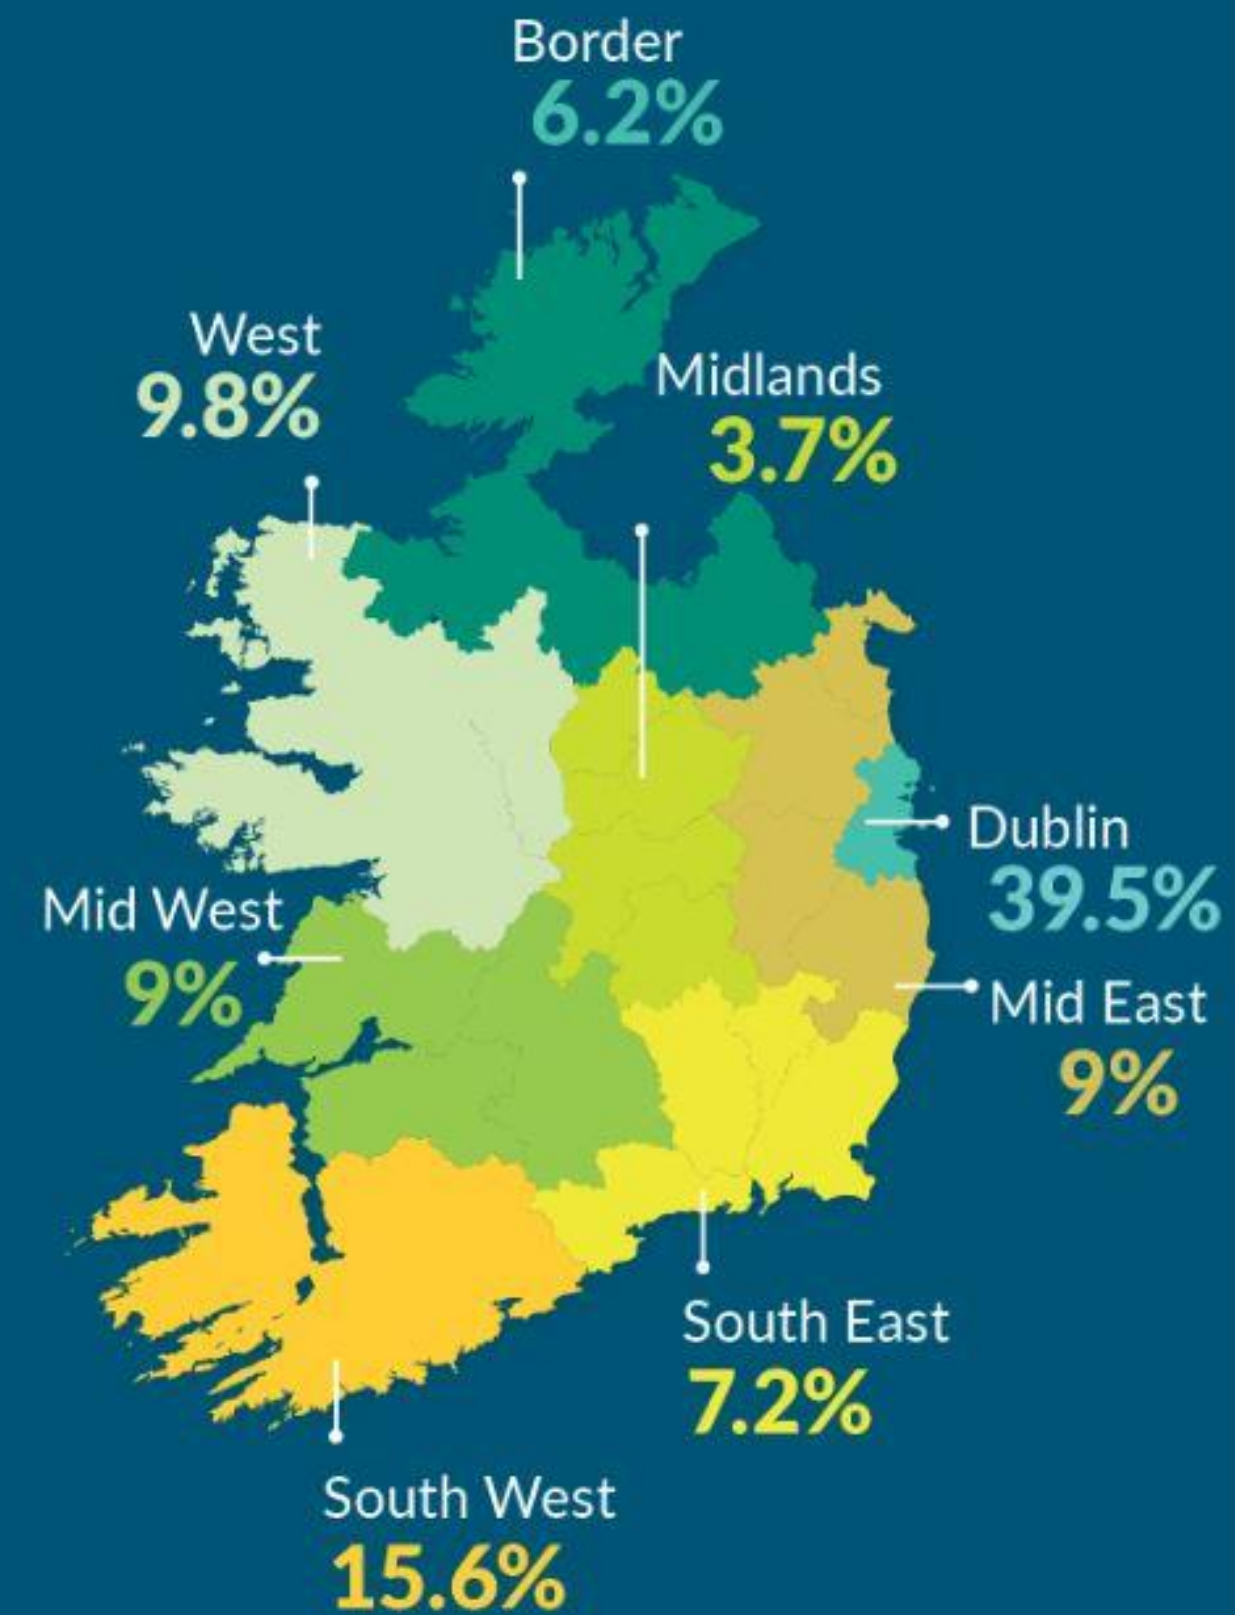 Border
6.2%
West
9.8%
Midlands
3.7%
Dublin
39.5%
Mid West
9%
Mid East
9%
South East
7.2%
South West
15.6%